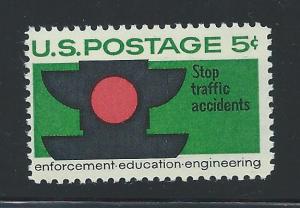 U.S. POSTAGE 5¢
Stop
traffic
accidents
enforcement·education·engineering